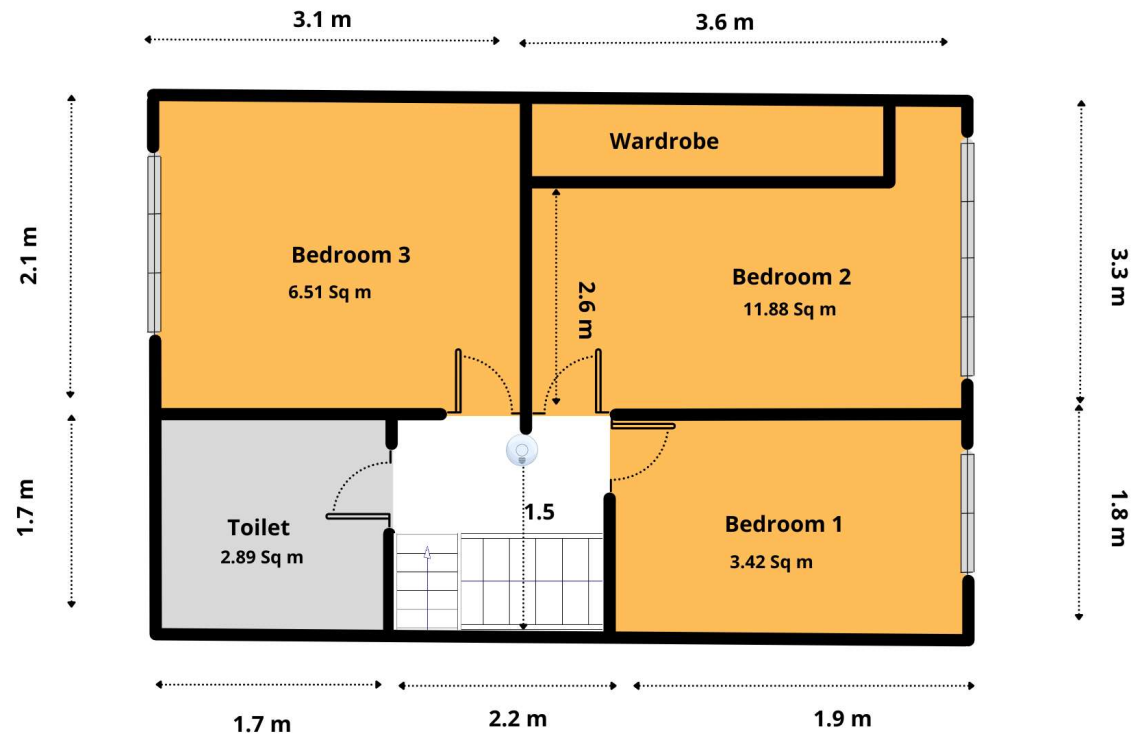 3.1 m
3.6 m
Wardrobe
2.1 m
Bedroom 3
6.51 Sq m
2.6 m
Bedroom 2
11.88 Sq m
3.3 m
1.7 m
Toilet
2.89 Sq m
1.5
Bedroom 1
3.42 Sq m
1.8 m
1.7 m
2.2 m
1.9 m